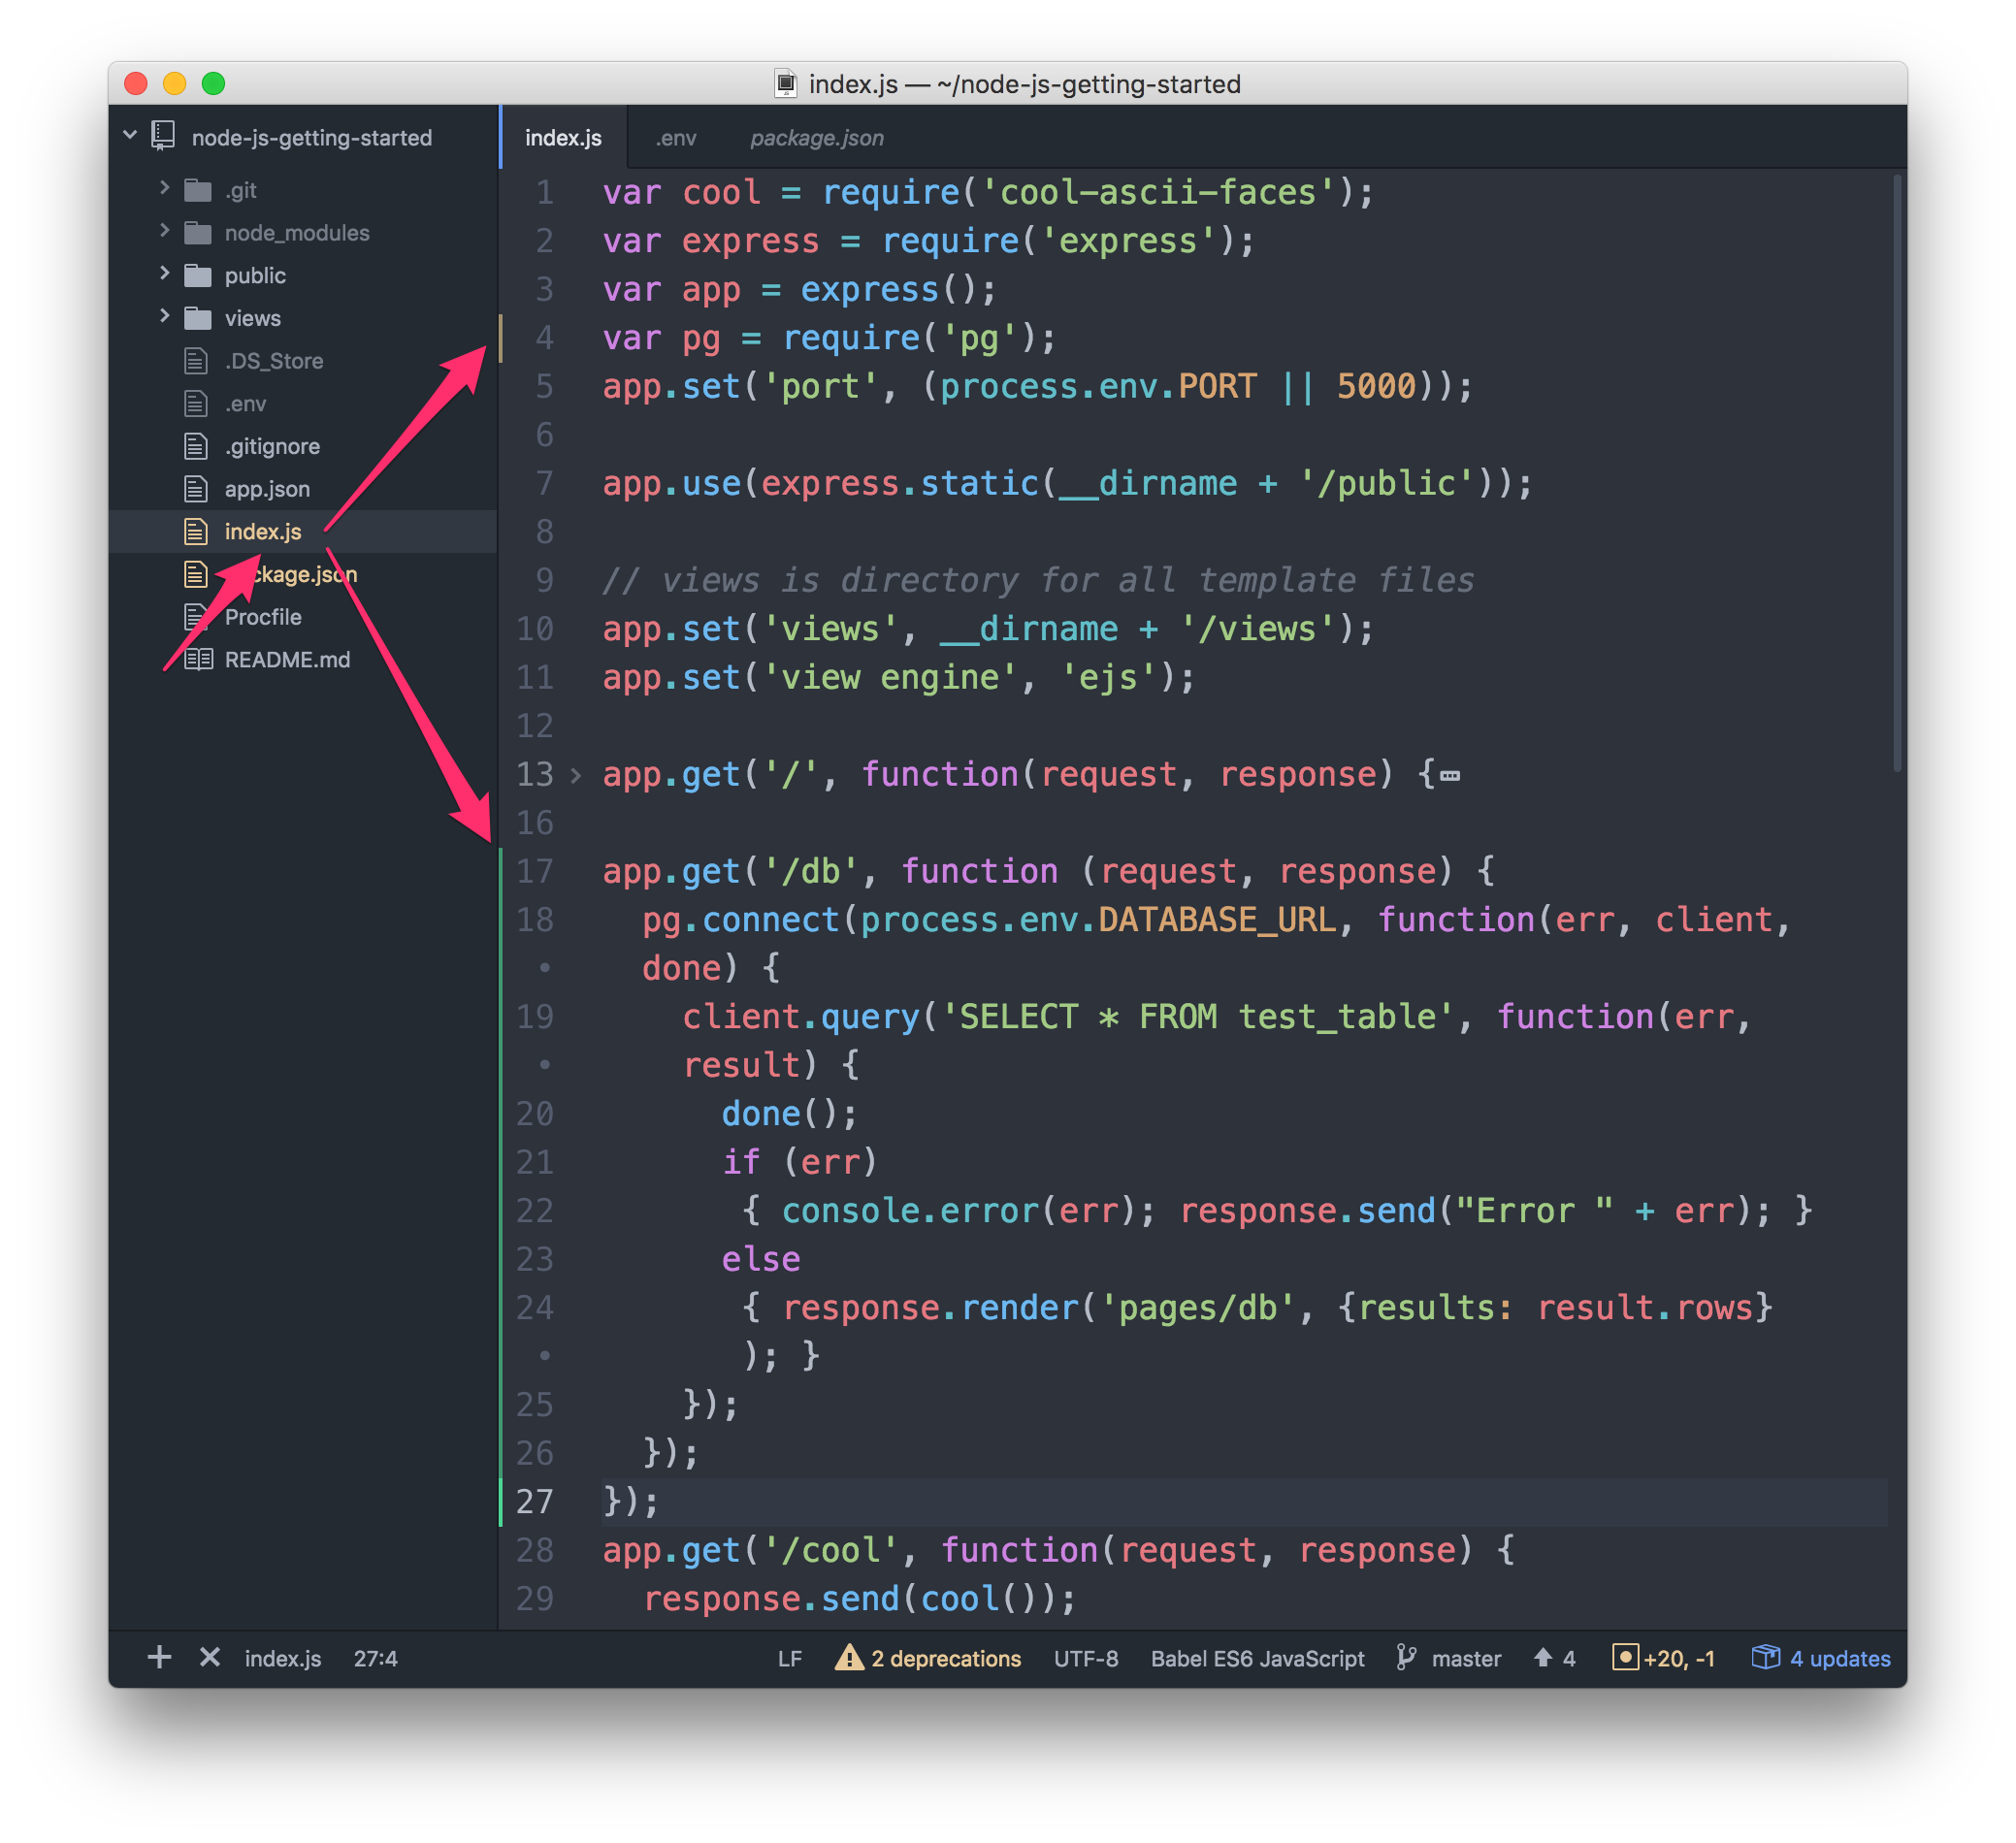 index.js — ~/node-js-getting-started
node-js-getting-started
.git
node_modules
public
views
.DS_Store
.env
.gitignore
app.json
index.js
ckage.json
Procfile
README.md
index.js .env package.json
1 var cool = require('cool-ascii-faces');
2 var express = require('express');
3 var app = express();
4 var pg = require('pg');
5 app.set('port', (process.env.PORT || 5000));
6
7 app.use(express.static(__dirname + '/public'));
8
9 // views is directory for all template files
10 app.set('views', __dirname + '/views');
11 app.set('view engine', 'ejs');
12
13 app.get('/', function(request, response) {
16
17 app.get('/db', function (request, response) {
18 pg.connect(process.env.DATABASE_URL, function(err, client,
• done) {
19 client.query('SELECT * FROM test_table', function(err,
• result) {
20 done();
21 if (err)
22 { console.error(err); response.send("Error " + err); }
23 else
24 { response.render('pages/db', {results: result.rows}
• ); }
25 });
26 });
27 });
28 app.get('/cool', function(request, response) {
29 response.send(cool());
index.js 27:4 LF 2 deprecations UTF-8 Babel ES6 JavaScript master 4 +20, -1 4 updates